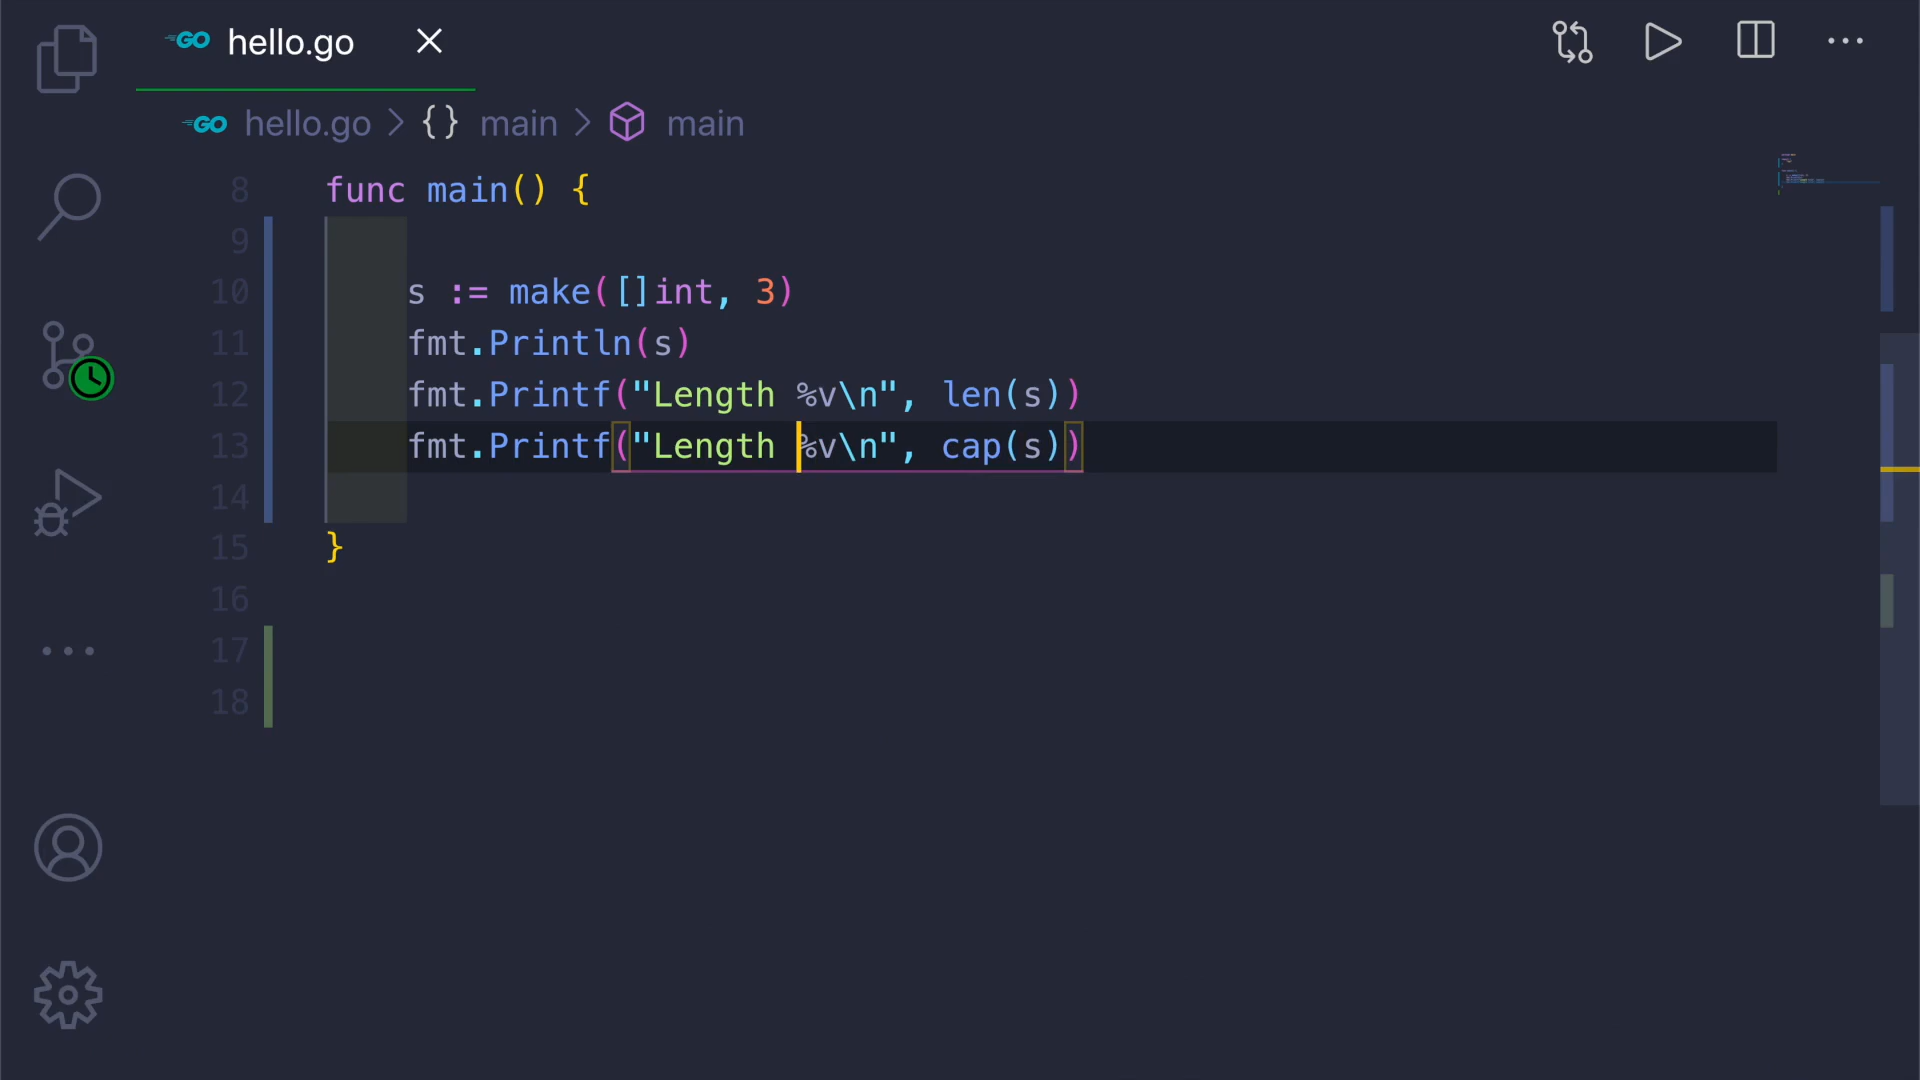 GO hello.go
GO hello.go > {} main > main
8 func main() {
9
10 s := make([]int, 3)
11 fmt.Println(s)
12 fmt.Printf("Length %v\n", len(s))
13 fmt.Printf("Length %v\n", cap(s))
14
15 }
16
17
18